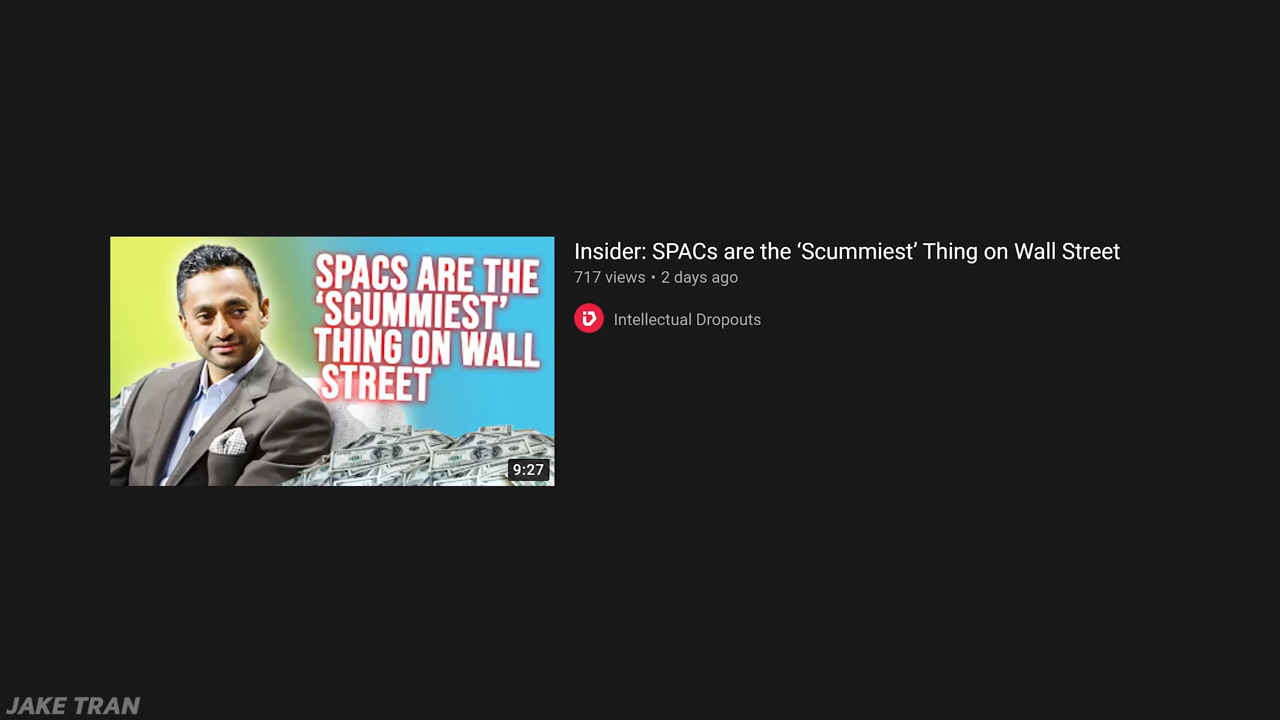 SPACS ARE THE
‘SCUMMIEST’
THING ON WALL
STREET
9:27
Insider: SPACs are the ‘Scummiest’ Thing on Wall Street
717 views • 2 days ago
Intellectual Dropouts
JAKE TRAN